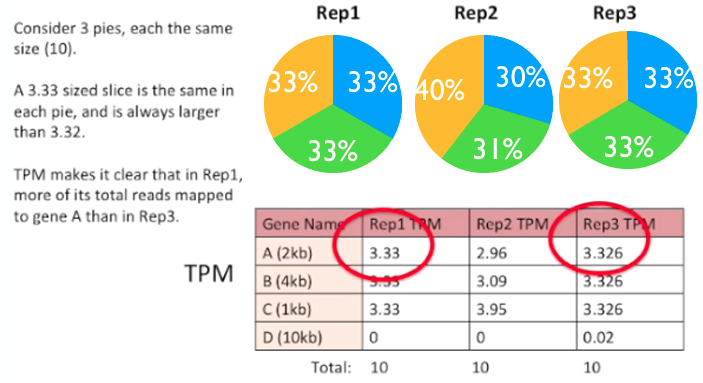 Consider 3 pies, each the same
size (10).
A 3.33 sized slice is the same in
each pie, and is always larger
than 3.32.
TPM makes it clear that in Rep1,
more of its total reads mapped
to gene A than in Rep3.
Rep1 Rep2 Rep3
33% 33% 33%
40% 30% 31%
33% 33% 33%
TPM
Gene Name Rep1 TPM Rep2 TPM Rep3 TPM
A (2kb) 3.33 2.96 3.326
B (4kb) 3.33 3.09 3.326
C (1kb) 3.33 3.95 3.326
D (10kb) 0 0 0.02
Total: 10 10 10